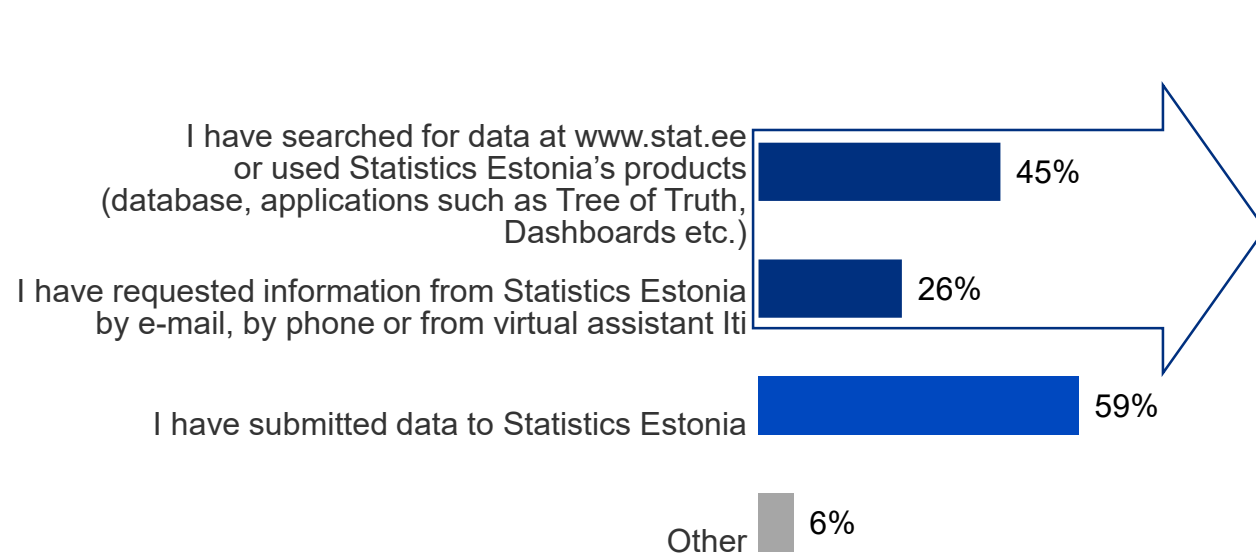 I have searched for data at www.stat.ee
or used Statistics Estonia’s products
(database, applications such as Tree of Truth,
Dashboards etc.)
45%
I have requested information from Statistics Estonia
by e-mail, by phone or from virtual assistant Iti
26%
I have submitted data to Statistics Estonia
59%
Other
6%